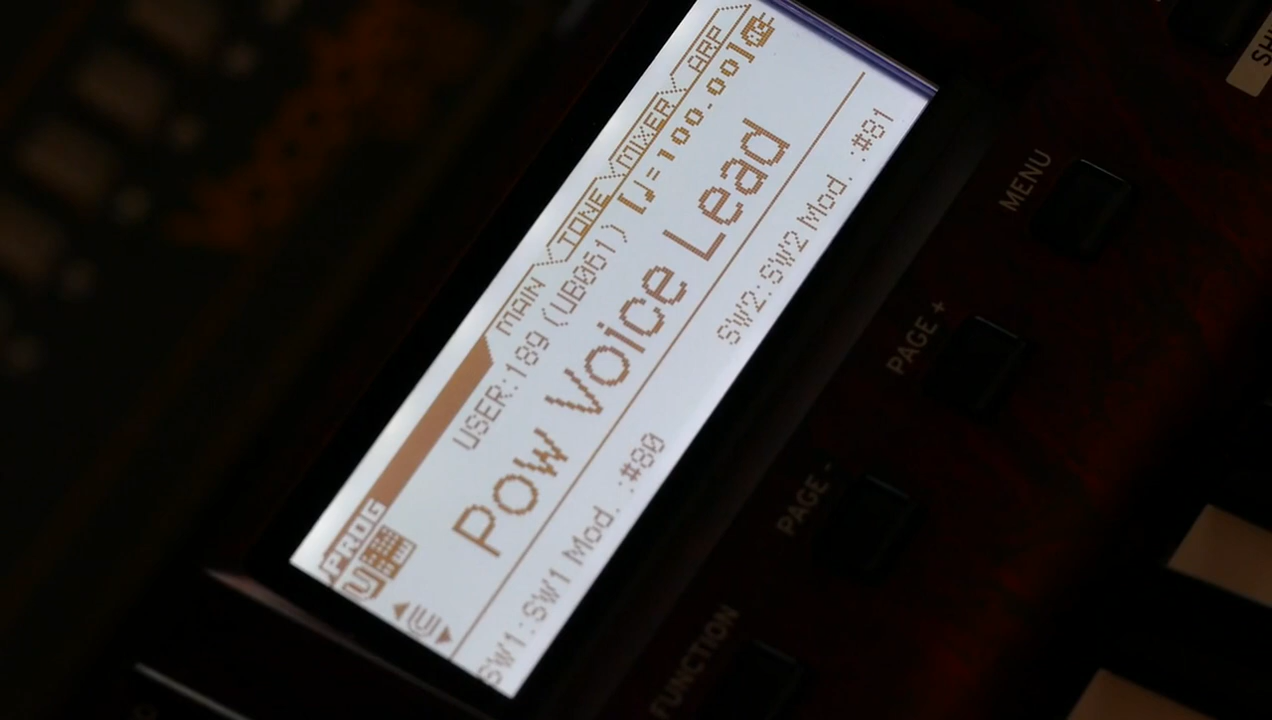 PROG MAIN TONE MIXER ARP
U USER:189 (UB061) [♩=100.00]
U Pow Voice Lead
SW1:SW1 Mod. :#80 SW2:SW2 Mod. :#81
MENU
PAGE +
PAGE -
FUNCTION